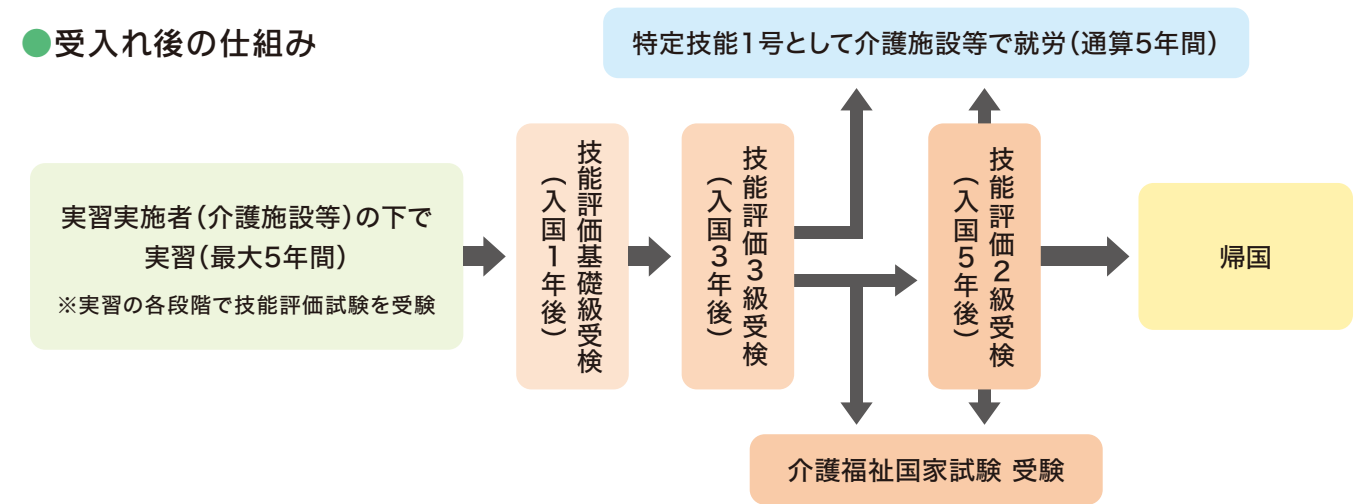 ●受入れ後の仕組み
特定技能1号として介護施設等で就労(通算5年間)
実習実施者(介護施設等)の下で
実習(最大5年間)
※実習の各段階で技能評価試験を受験
技能評価基礎級受検
(入国1年後)
技能評価3級受検
(入国3年後)
技能評価2級受検
(入国5年後)
帰国
介護福祉国家試験 受験